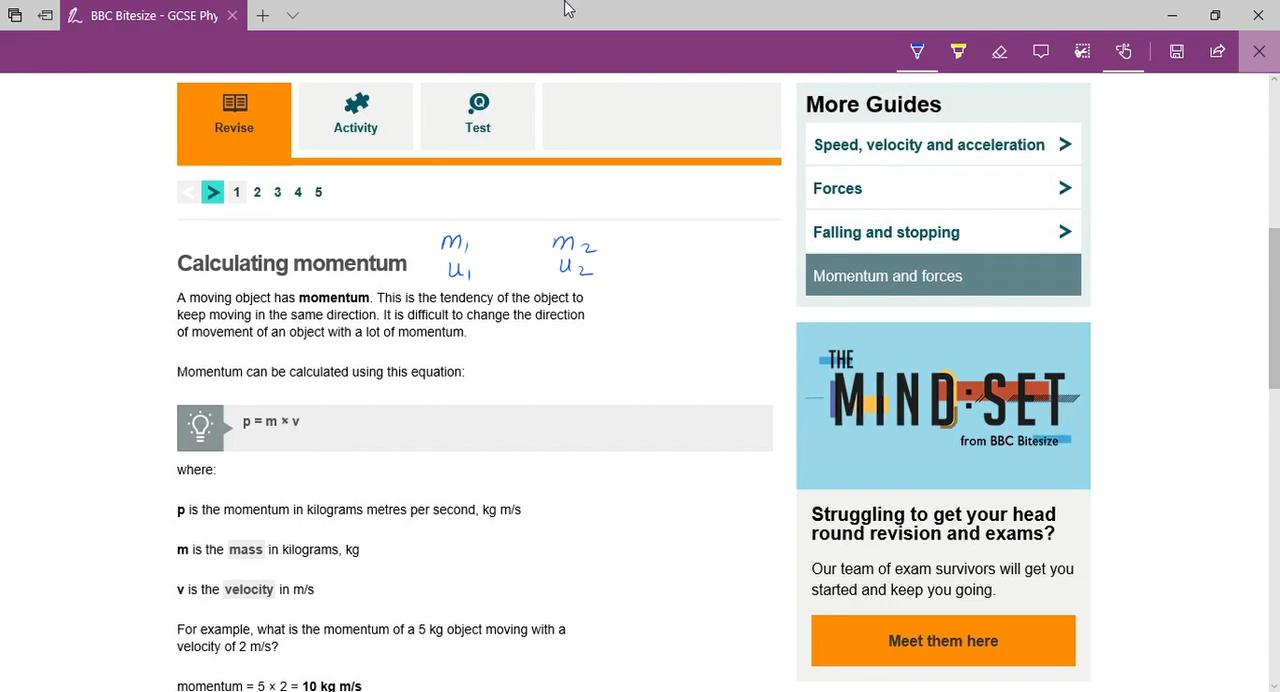 BBC Bitesize - GCSE Phy
Revise
Activity
Test
1 2 3 4 5
m₁ m₂
u₁ u₂
Calculating momentum
A moving object has momentum. This is the tendency of the object to
keep moving in the same direction. It is difficult to change the direction
of movement of an object with a lot of momentum.
Momentum can be calculated using this equation:
p = m × v
where:
p is the momentum in kilograms metres per second, kg m/s
m is the mass in kilograms, kg
v is the velocity in m/s
For example, what is the momentum of a 5 kg object moving with a
velocity of 2 m/s?
momentum = 5 × 2 = 10 kg m/s
More Guides
Speed, velocity and acceleration
Forces
Falling and stopping
Momentum and forces
THE
MIND:SET
from BBC Bitesize
Struggling to get your head
round revision and exams?
Our team of exam survivors will get you
started and keep you going.
Meet them here